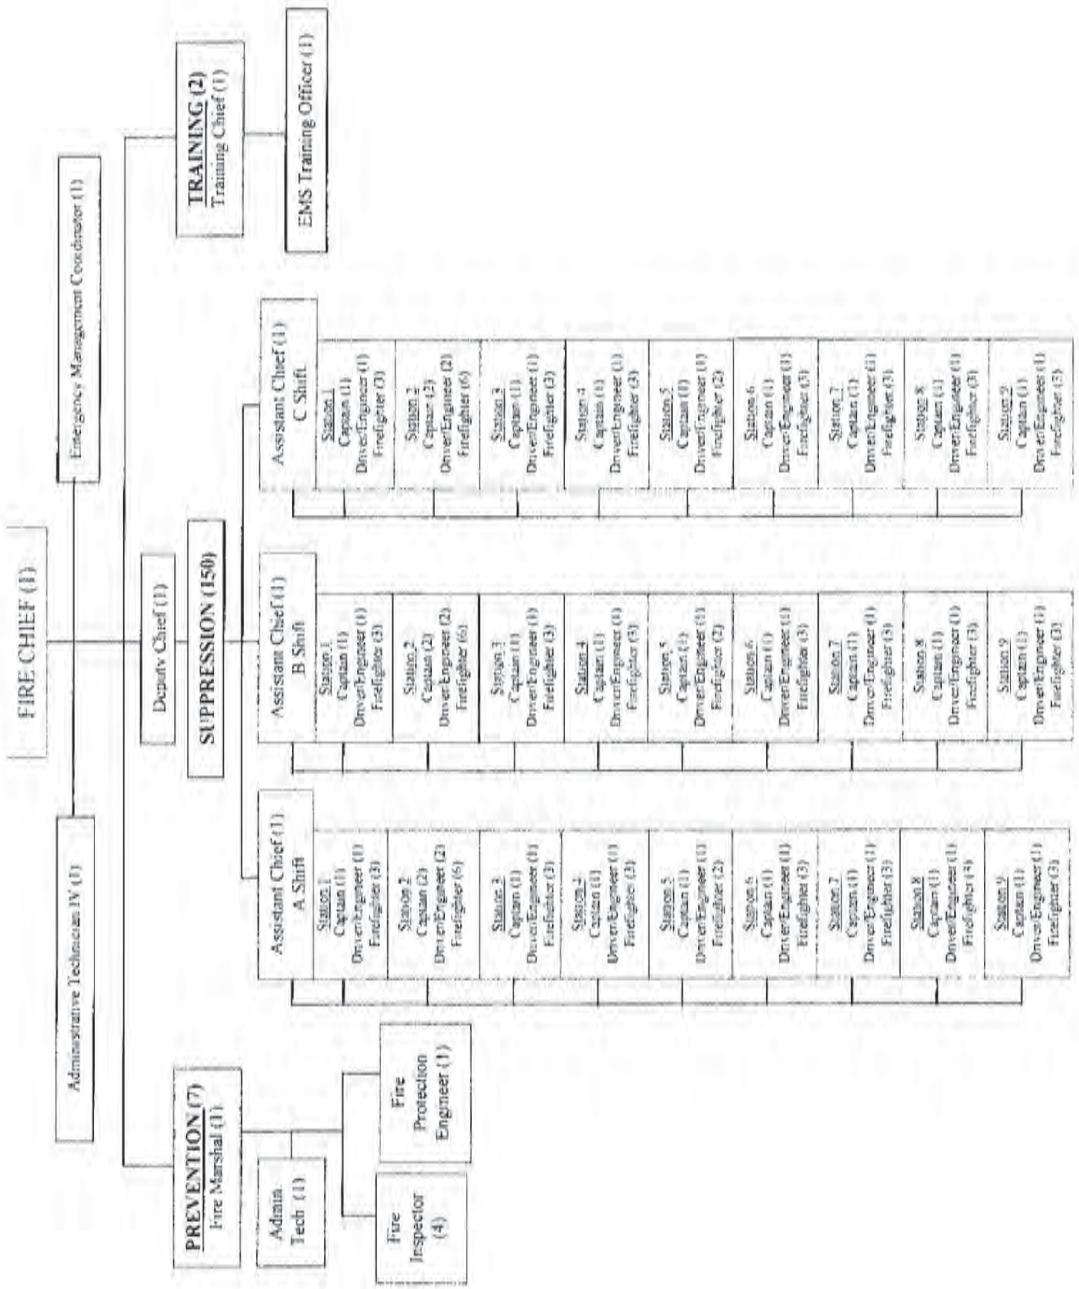 FIRE CHIEF (1)
Administrative Technician IV (1)
Emergency Management Coordinator (1)
Deputy Chief (1)
PREVENTION (7)
Fire Marshal (1)
Admin.
Tech (1)
Fire
Inspector
(4)
Fire
Protection
Engineer (1)
SUPPRESSION (150)
Assistant Chief (1)
A Shift
Station 1
Captain (1)
Driver/Engineer (1)
Firefighter (3)
Station 2
Captain (2)
Driver/Engineer (2)
Firefighter (6)
Station 3
Captain (1)
Driver/Engineer (1)
Firefighter (3)
Station 4
Captain (1)
Driver/Engineer (1)
Firefighter (3)
Station 5
Captain (1)
Driver/Engineer (1)
Firefighter (2)
Station 6
Captain (1)
Driver/Engineer (1)
Firefighter (3)
Station 7
Captain (1)
Driver/Engineer (1)
Firefighter (3)
Station 8
Captain (1)
Driver/Engineer (1)
Firefighter (3)
Station 9
Captain (1)
Driver/Engineer (1)
Firefighter (3)
Assistant Chief (1)
B Shift
Station 1
Captain (1)
Driver/Engineer (1)
Firefighter (3)
Station 2
Captain (2)
Driver/Engineer (2)
Firefighter (6)
Station 3
Captain (1)
Driver/Engineer (1)
Firefighter (3)
Station 4
Captain (1)
Driver/Engineer (1)
Firefighter (3)
Station 5
Captain (1)
Driver/Engineer (1)
Firefighter (2)
Station 6
Captain (1)
Driver/Engineer (1)
Firefighter (3)
Station 7
Captain (1)
Driver/Engineer (1)
Firefighter (3)
Station 8
Captain (1)
Driver/Engineer (1)
Firefighter (3)
Station 9
Captain (1)
Driver/Engineer (1)
Firefighter (3)
Assistant Chief (1)
C Shift
Station 1
Captain (1)
Driver/Engineer (1)
Firefighter (3)
Station 2
Captain (2)
Driver/Engineer (2)
Firefighter (6)
Station 3
Captain (1)
Driver/Engineer (1)
Firefighter (3)
Station 4
Captain (1)
Driver/Engineer (1)
Firefighter (3)
Station 5
Captain (1)
Driver/Engineer (1)
Firefighter (2)
Station 6
Captain (1)
Driver/Engineer (1)
Firefighter (3)
Station 7
Captain (1)
Driver/Engineer (1)
Firefighter (3)
Station 8
Captain (1)
Driver/Engineer (1)
Firefighter (3)
Station 9
Captain (1)
Driver/Engineer (1)
Firefighter (3)
TRAINING (2)
Training Chief (1)
EMS Training Officer (1)